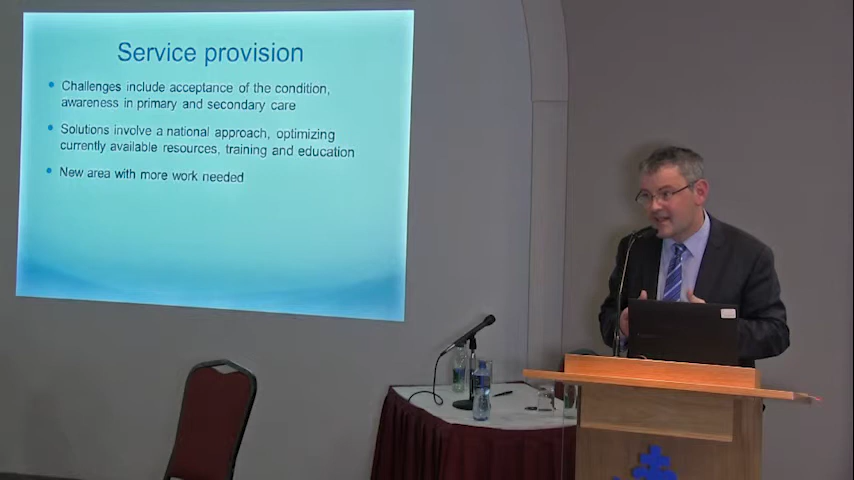 Service provision
Challenges include acceptance of the condition,
awareness in primary and secondary care
Solutions involve a national approach, optimizing
currently available resources, training and education
New area with more work needed